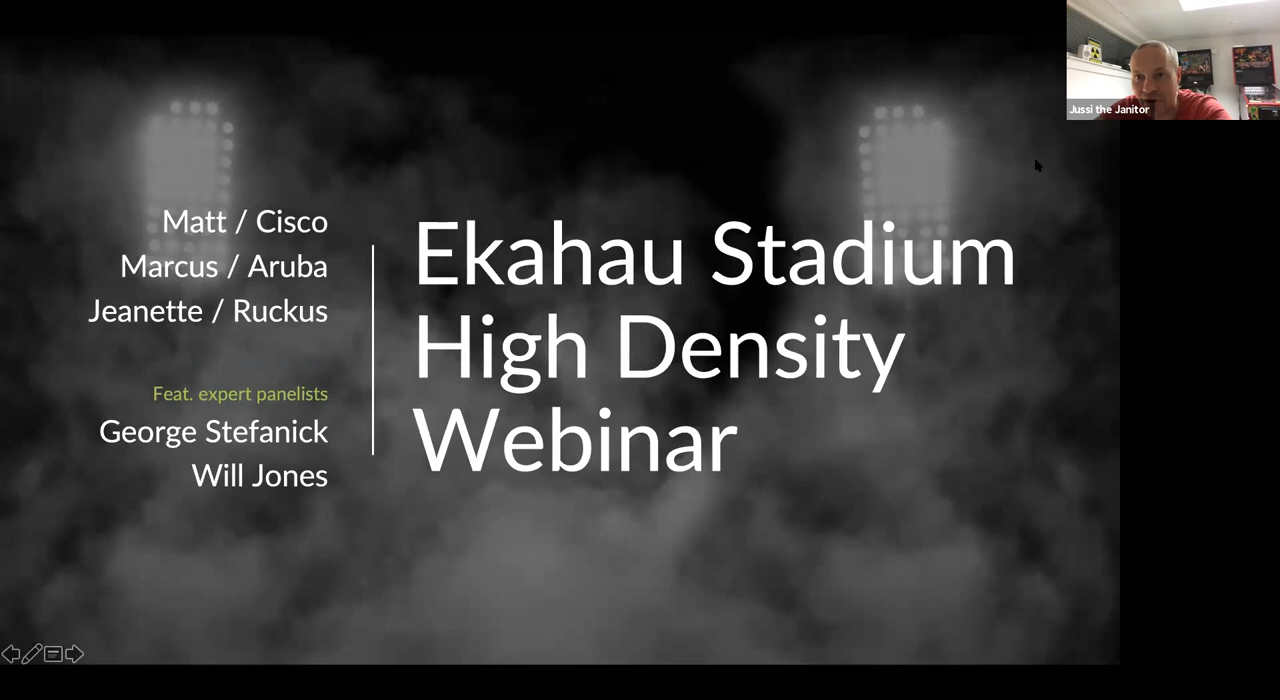 Matt / Cisco
Marcus / Aruba
Jeanette / Ruckus
Feat. expert panelists
George Stefanick
Will Jones
Ekahau Stadium
High Density
Webinar
Jussi the Janitor